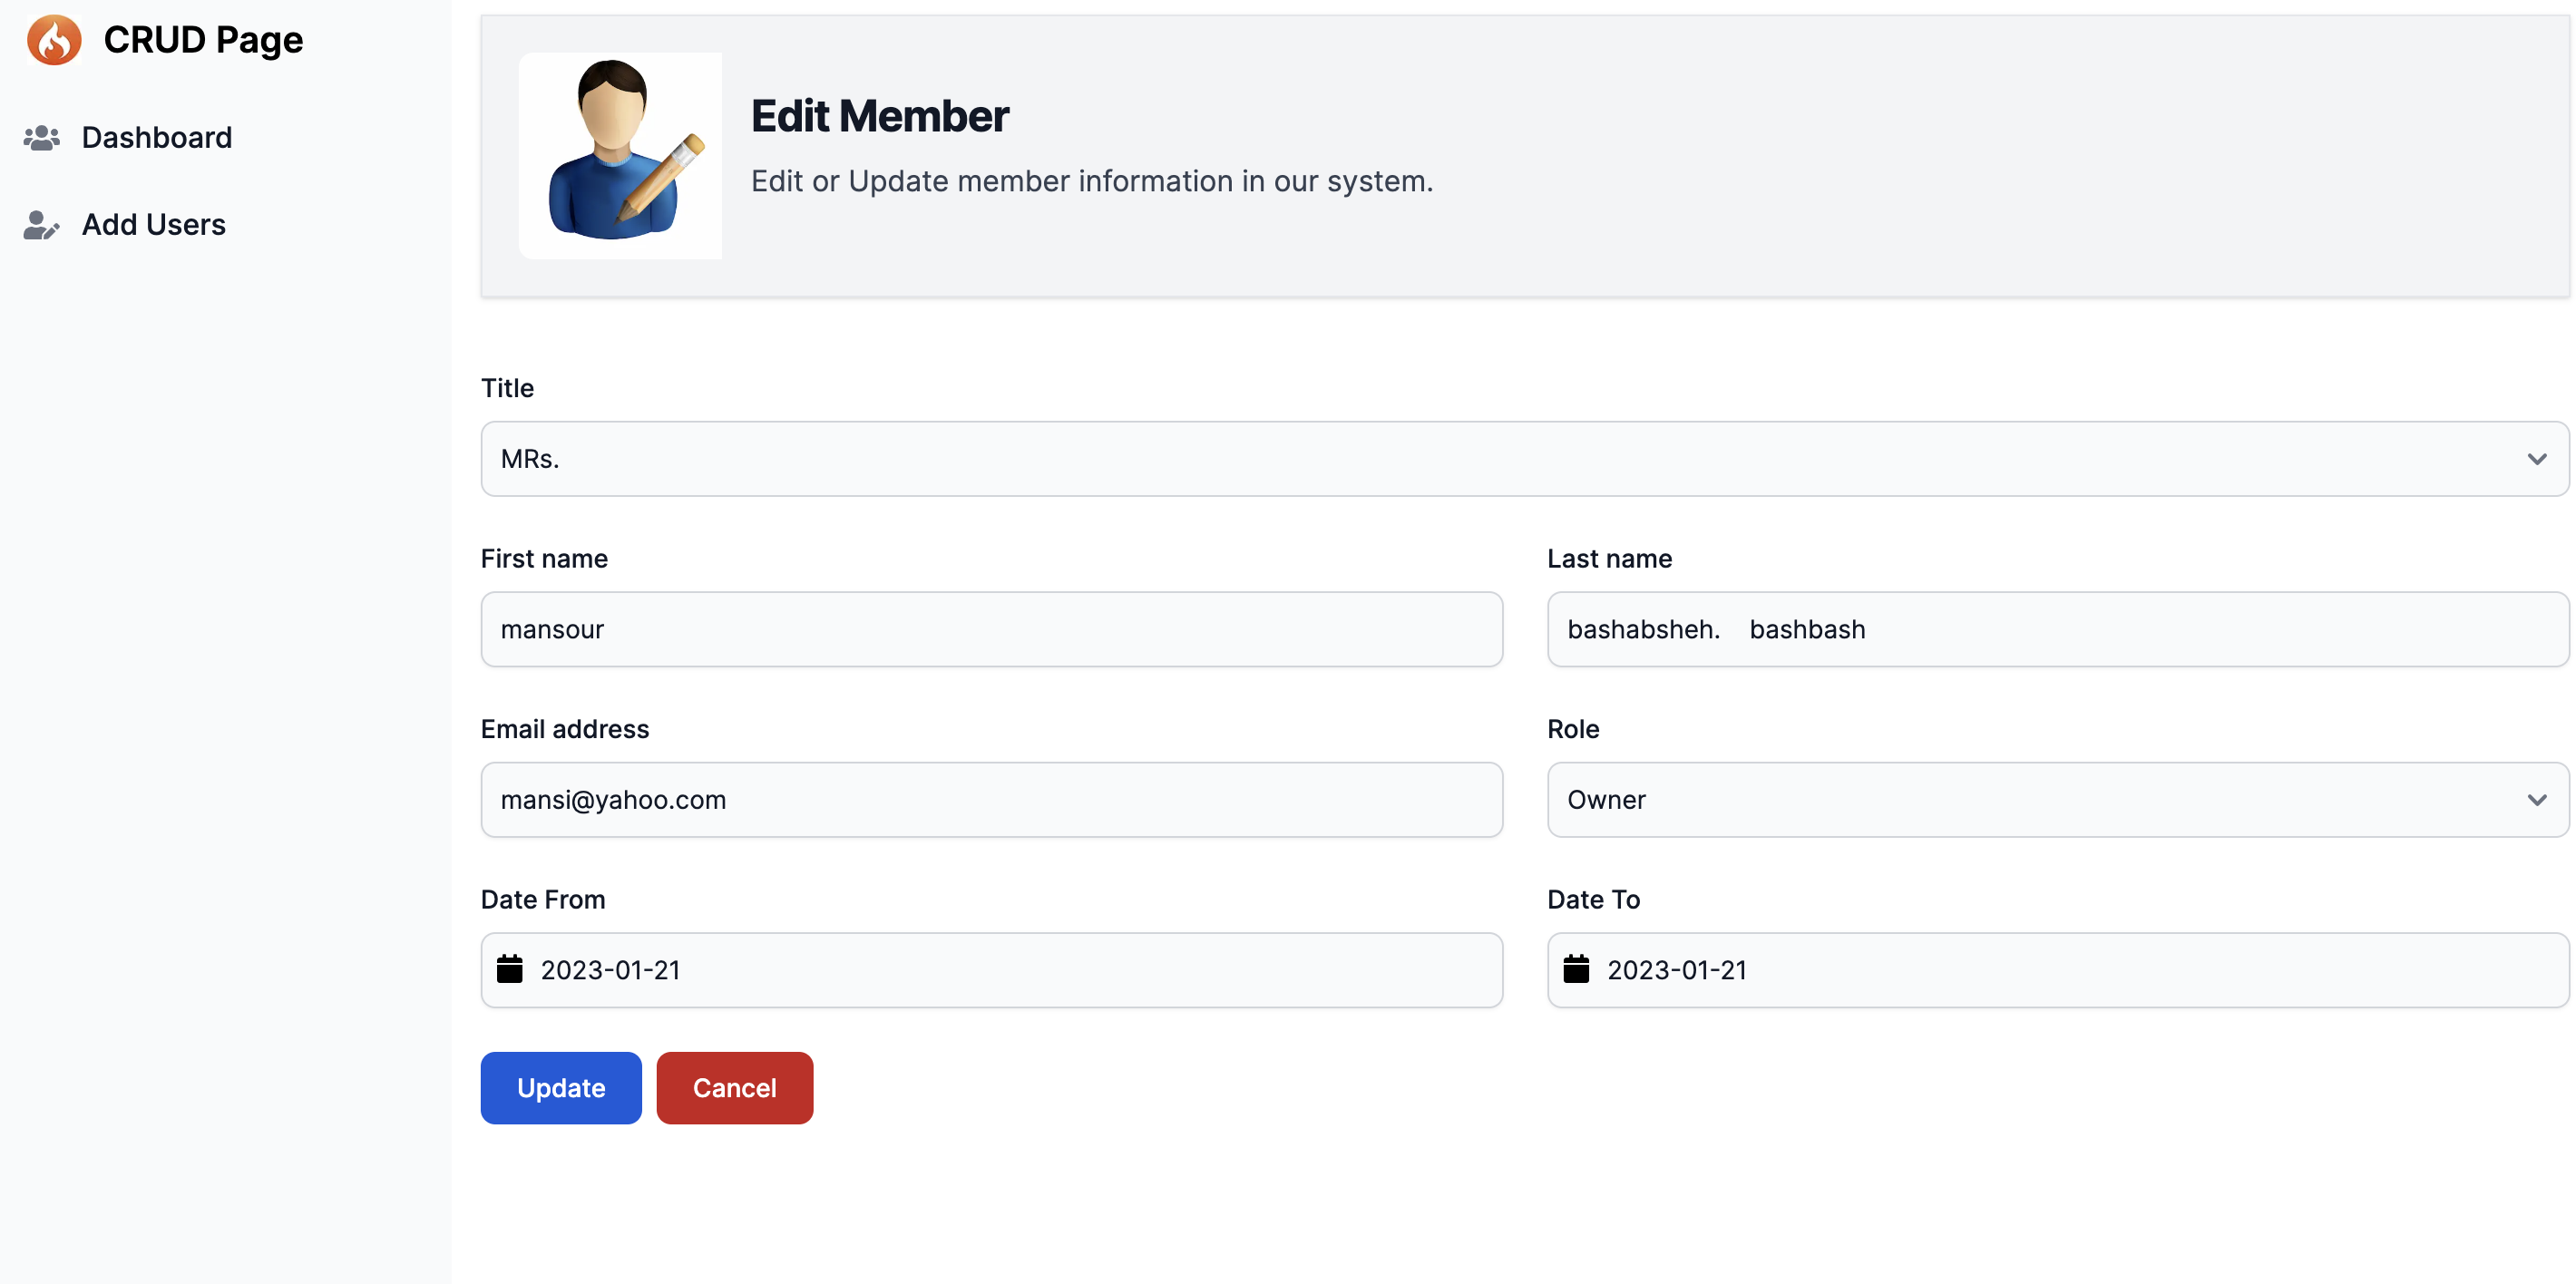 CRUD Page
Dashboard
Add Users
Edit Member
Edit or Update member information in our system.
Title
MRs.
First name
Last name
mansour
bashabsheh.    bashbash
Email address
Role
mansi@yahoo.com
Owner
Date From
Date To
2023-01-21
2023-01-21
Update
Cancel